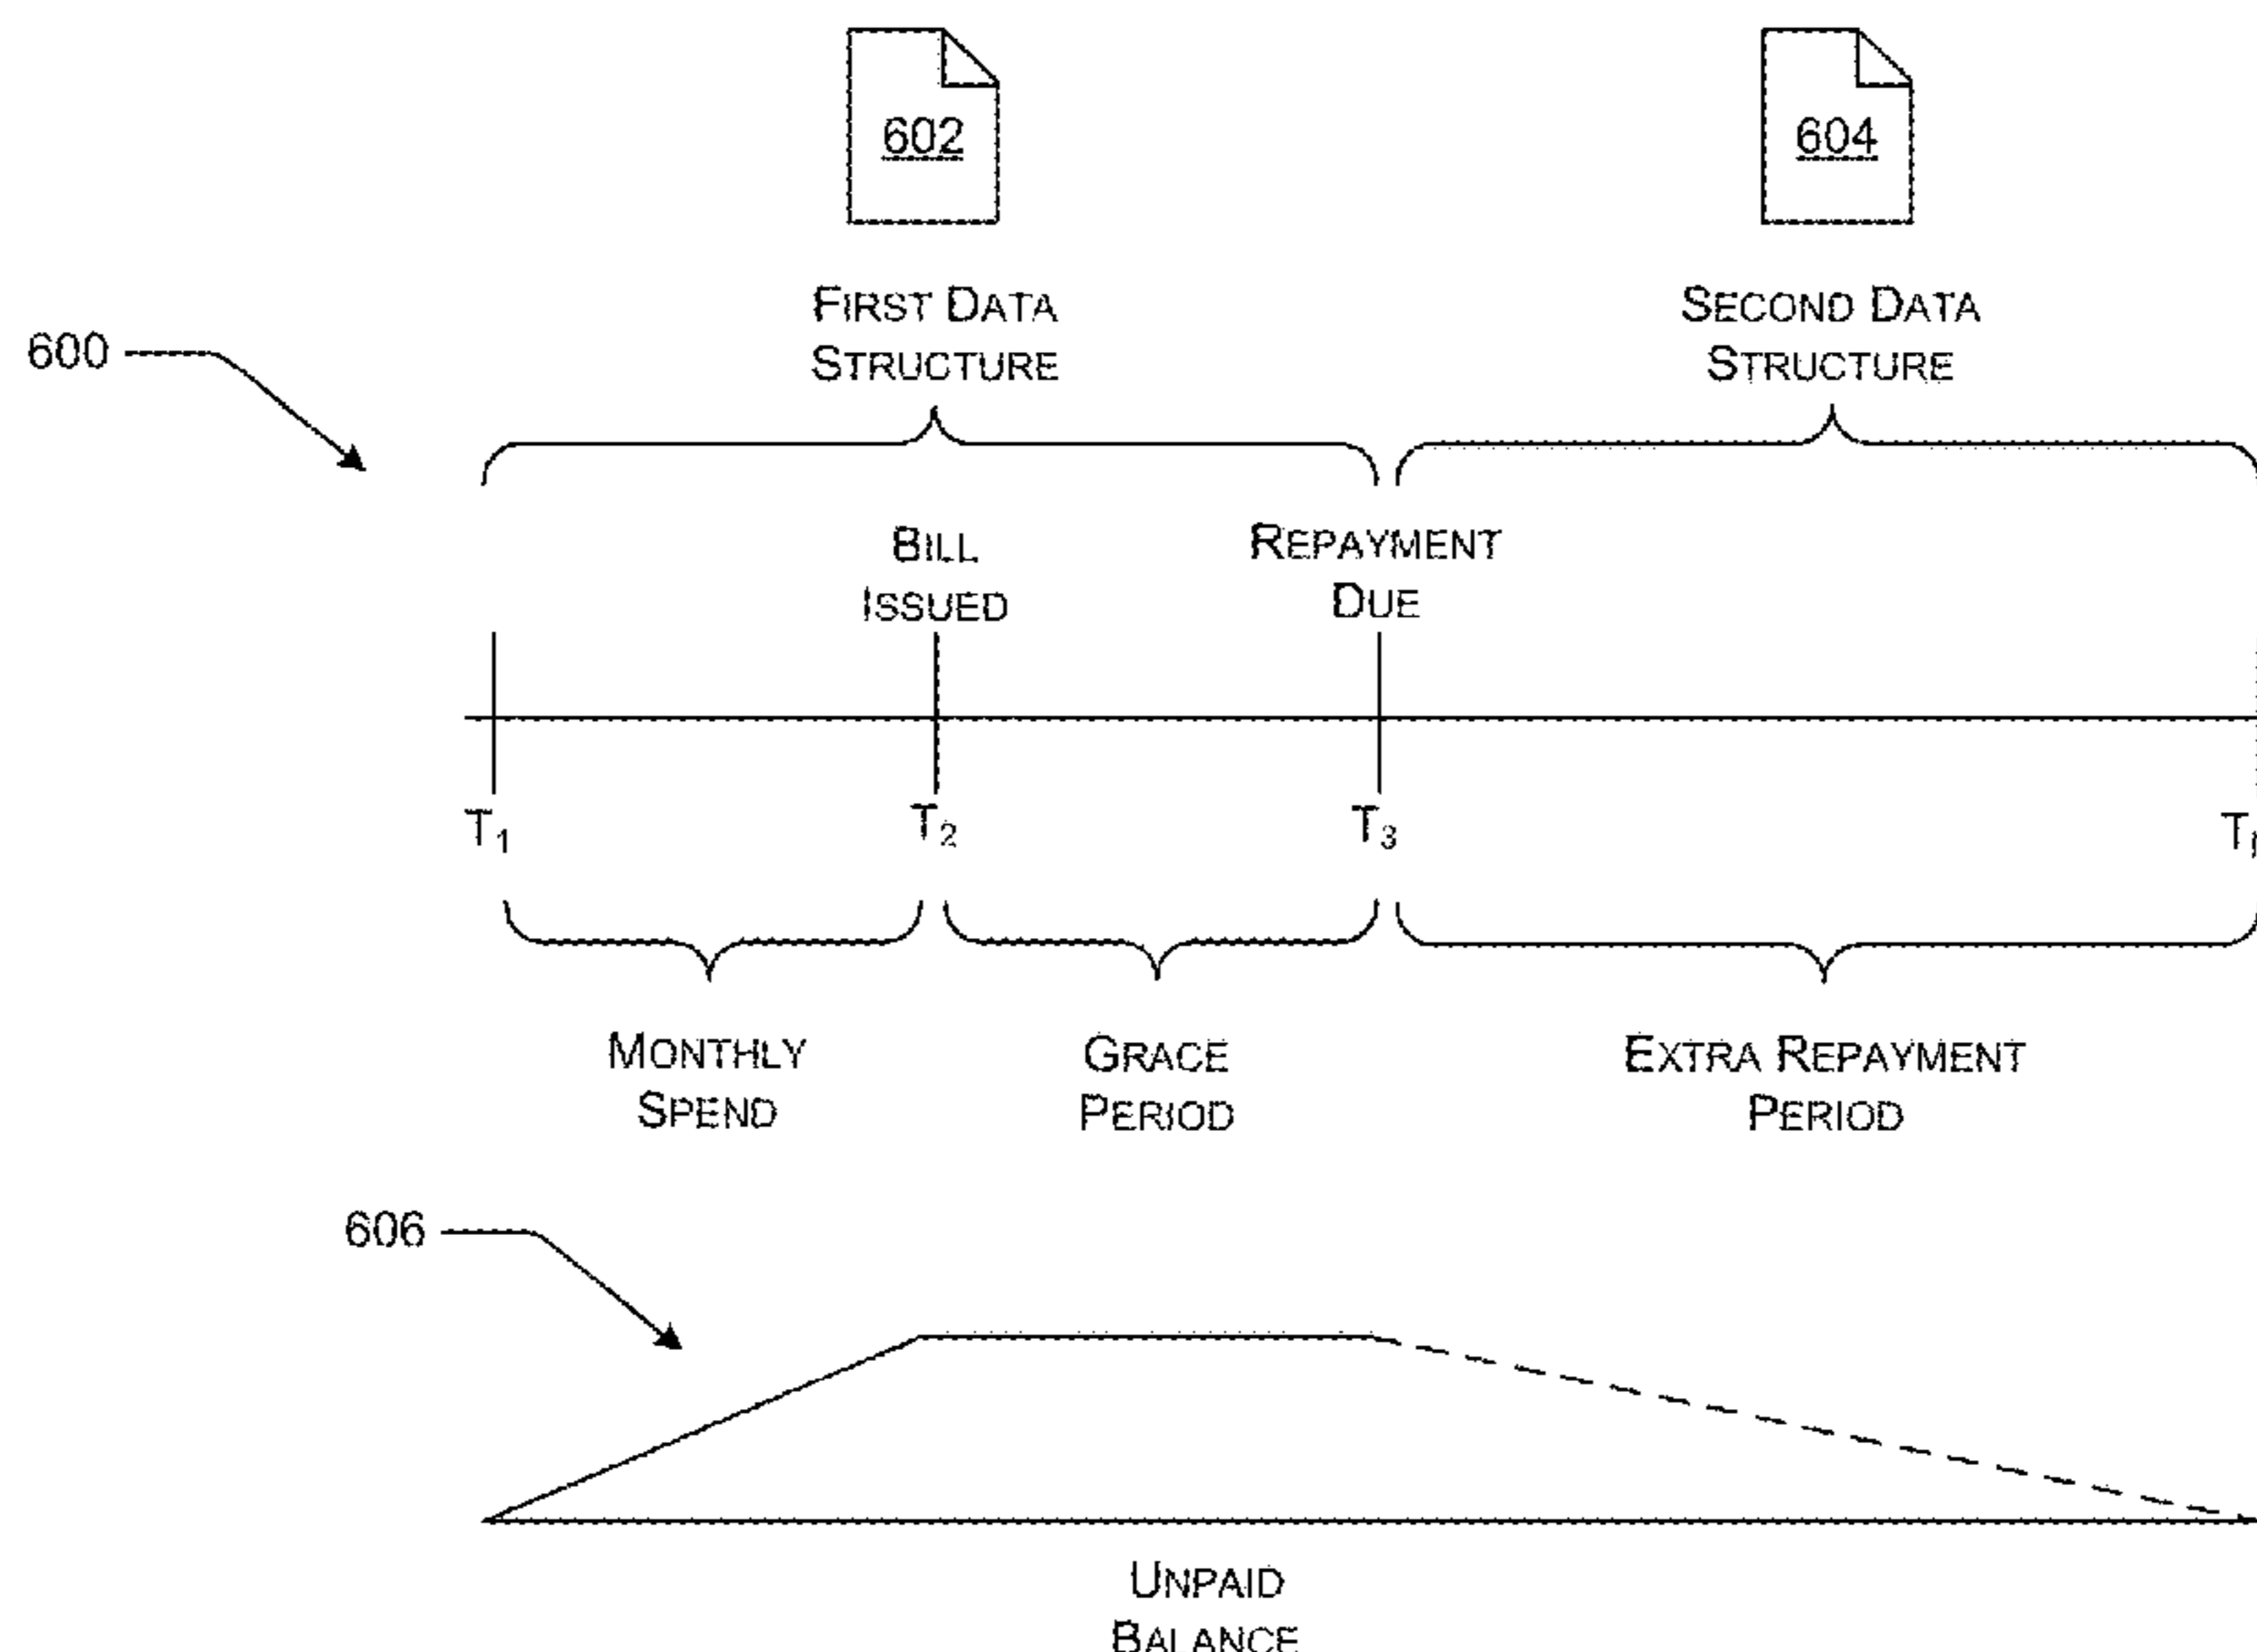 602
604
FIRST DATA
STRUCTURE
SECOND DATA
STRUCTURE
600
BILL
ISSUED
REPAYMENT
DUE
T1
T2
T3
MONTHLY
SPEND
GRACE
PERIOD
EXTRA REPAYMENT
PERIOD
606
UNPAID
BALANCE